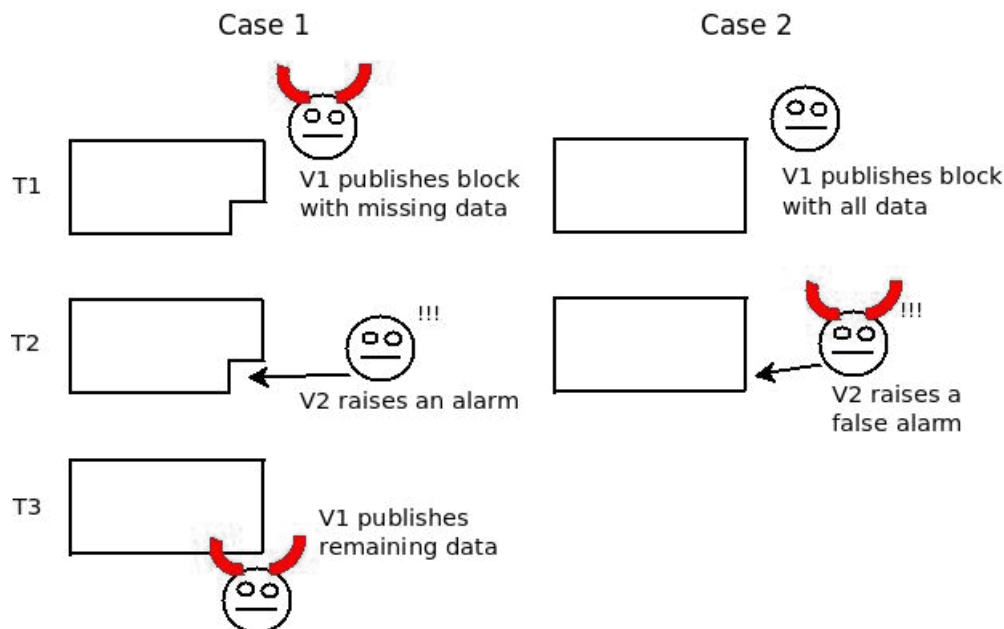 Case 1
Case 2
T1
V1 publishes block
with missing data
V1 publishes block
with all data
T2
!!!
V2 raises an alarm
!!!
V2 raises a
false alarm
T3
V1 publishes
remaining data